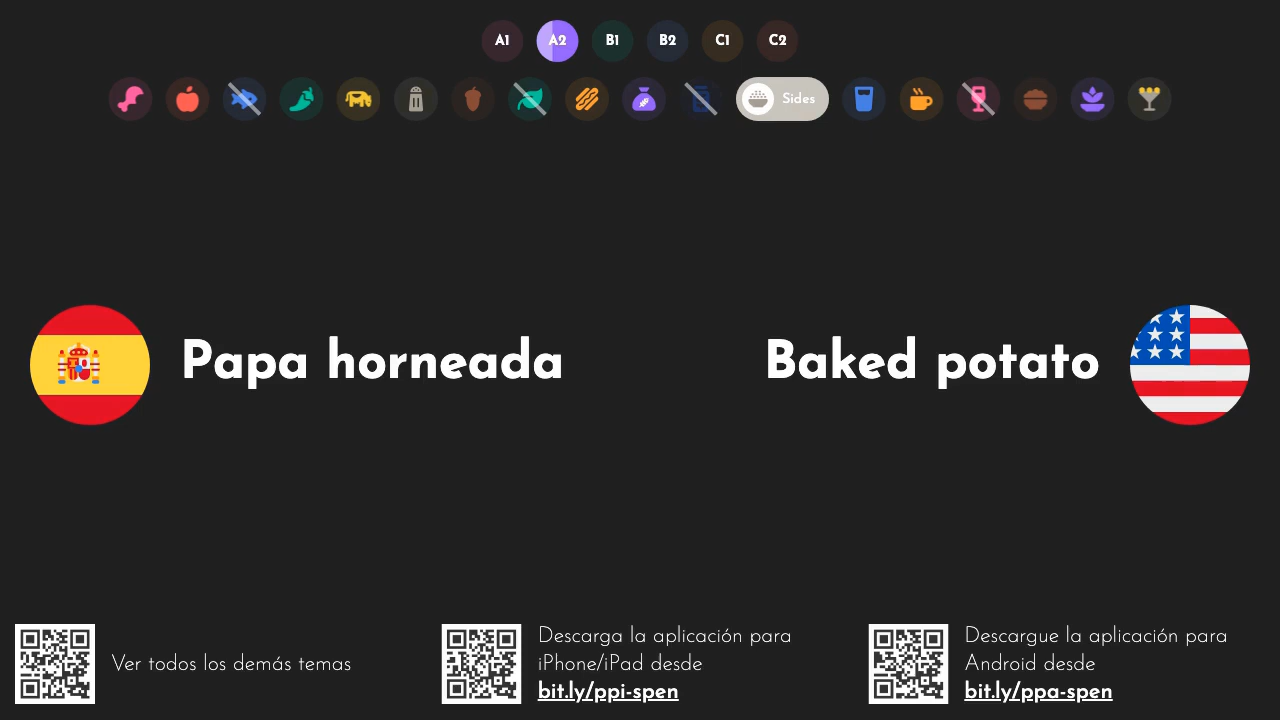 A1 A2 B1 B2 C1 C2
Sides
Papa horneada
Baked potato
Ver todos los demás temas
Descarga la aplicación para
iPhone/iPad desde
bit.ly/ppi-spen
Descargue la aplicación para
Android desde
bit.ly/ppa-spen